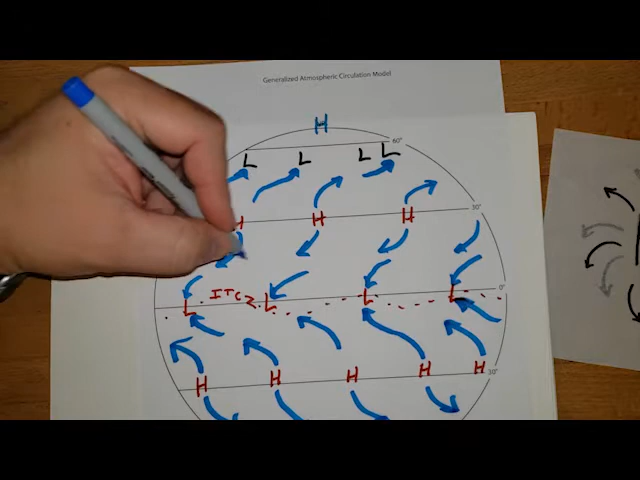 Generalized Atmospheric Circulation Model
H
60°
L L L L
30°
H H H
0°
ITCZ
L L L L
H H H H H
30°